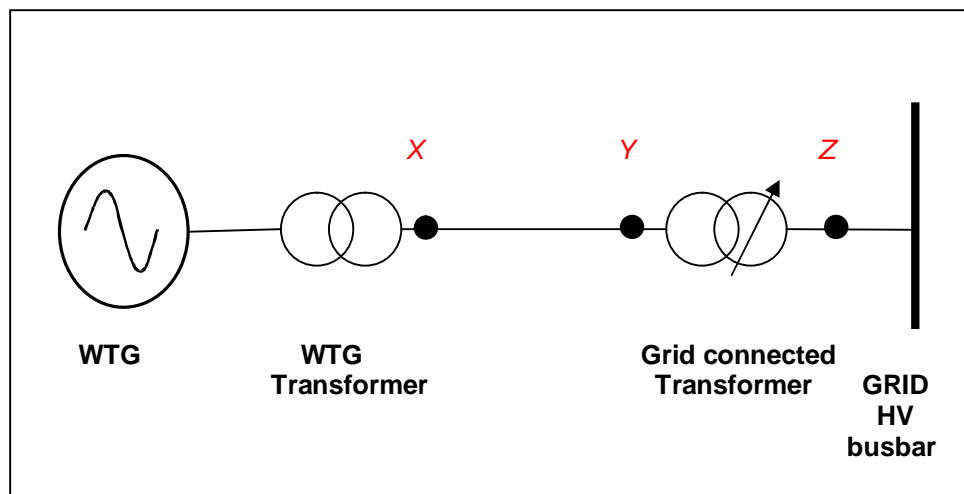 X
Y
Z
WTG
WTG
Transformer
Grid connected
Transformer
GRID
HV
busbar